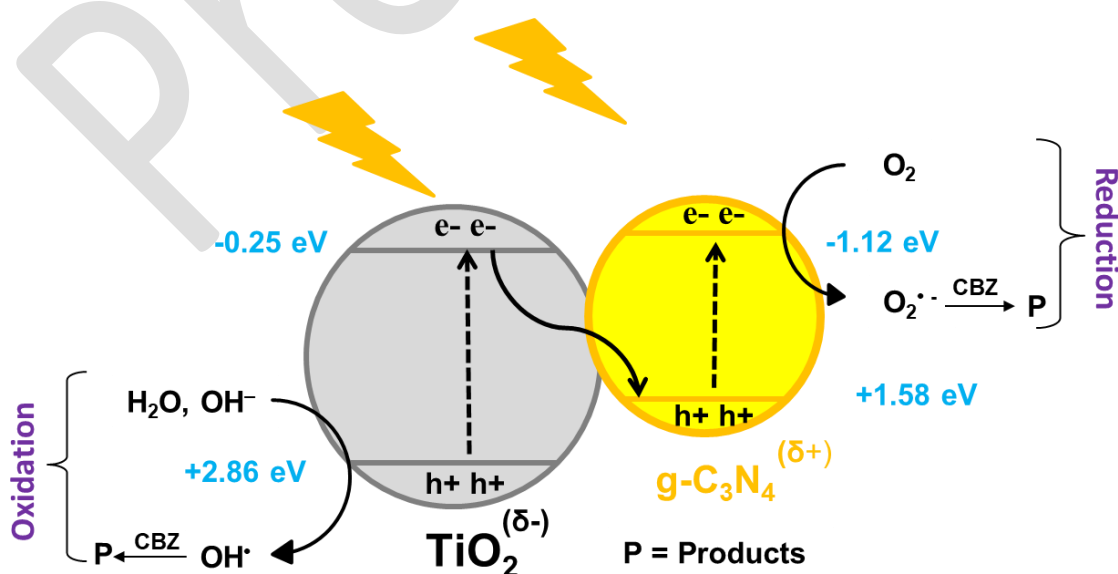 Pro
O₂
e- e-
e- e-
-0.25 eV
-1.12 eV
Reduction
O₂•- CBZ P
H₂O, OH⁻
+1.58 eV
h+ h+
Oxidation
+2.86 eV
h+ h+
g-C₃N₄(δ+)
TiO₂(δ-)
P CBZ OH•
P = Products